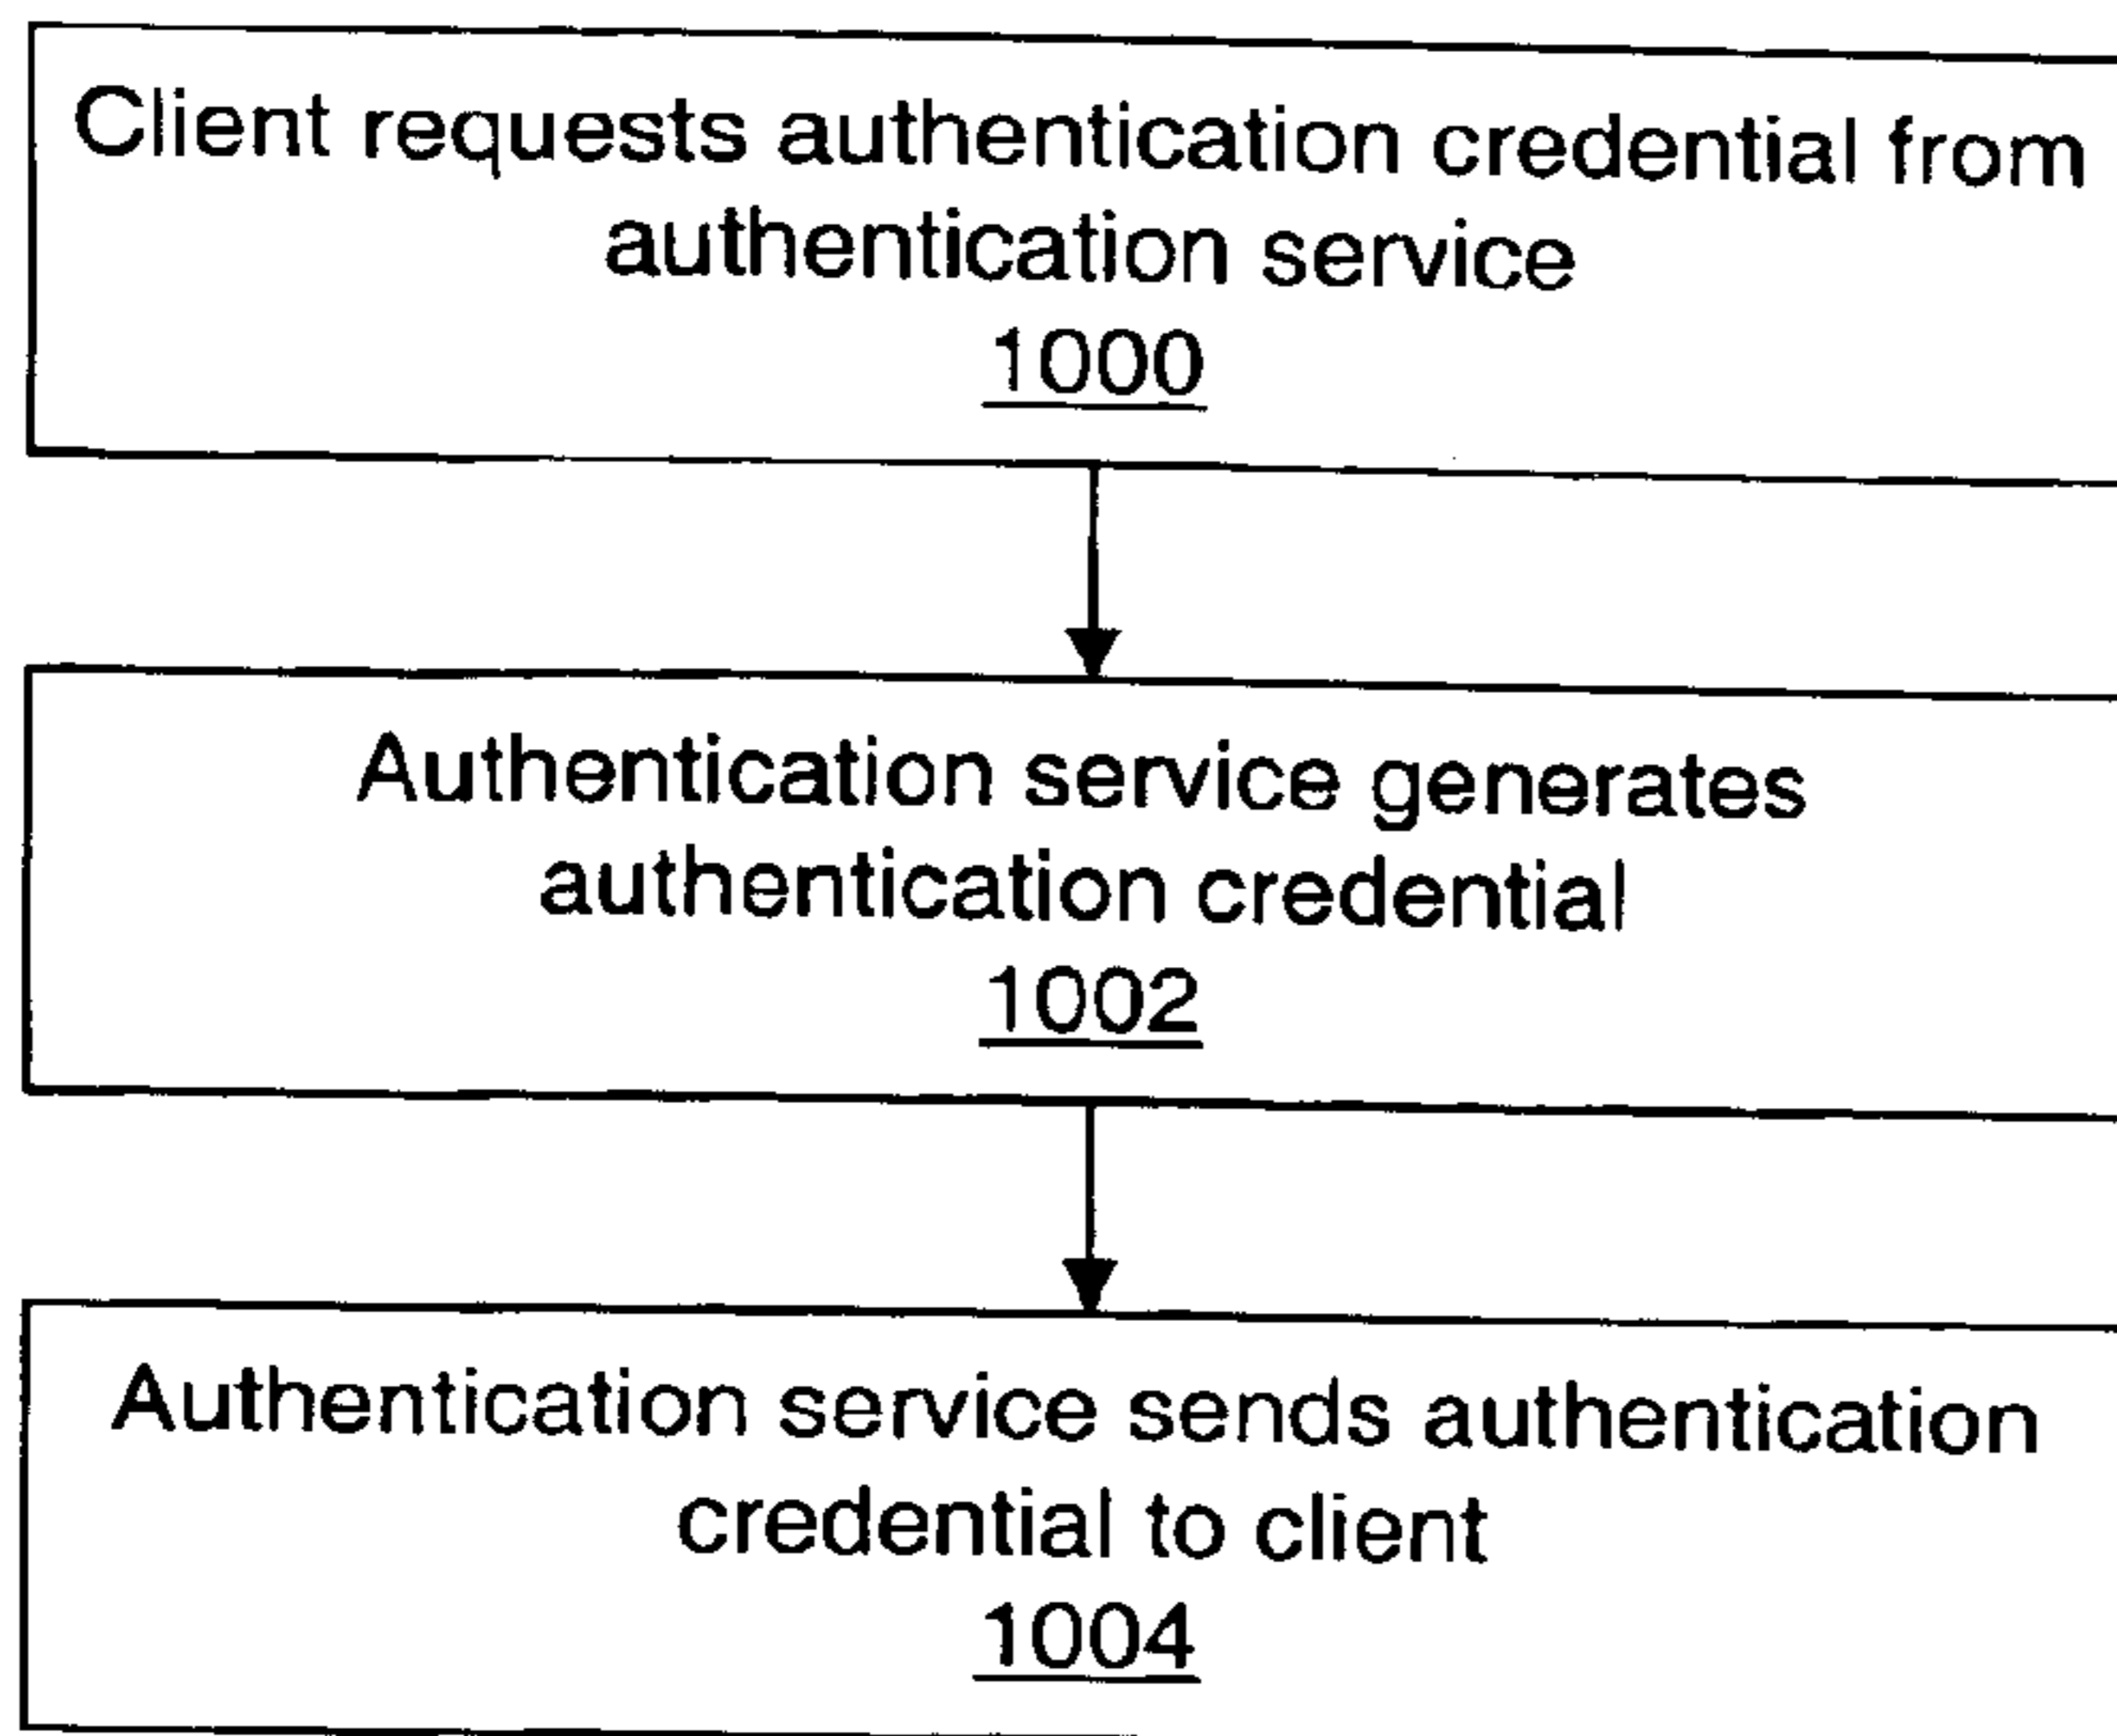 Client requests authentication credential from
authentication service
1000
Authentication service generates
authentication credential
1002
Authentication service sends authentication
credential to client
1004